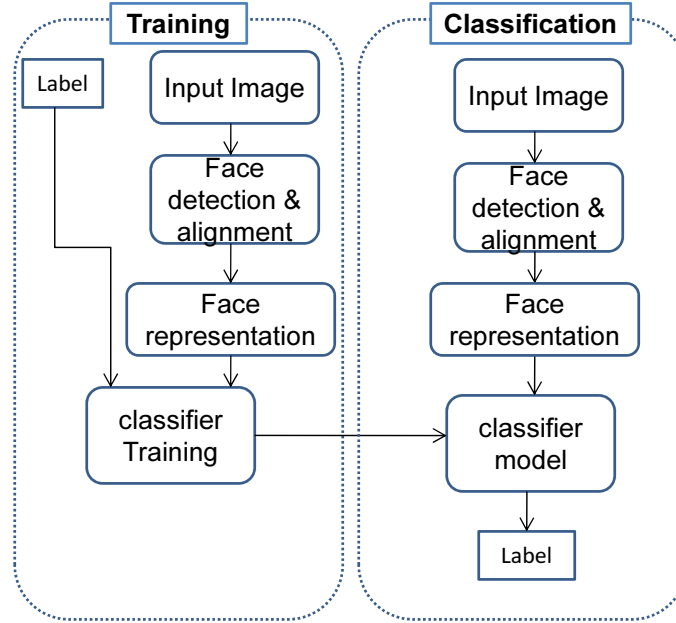 Training
Label
Input Image
Face
detection &
alignment
Face
representation
classifier
Training
Classification
Input Image
Face
detection &
alignment
Face
representation
classifier
model
Label